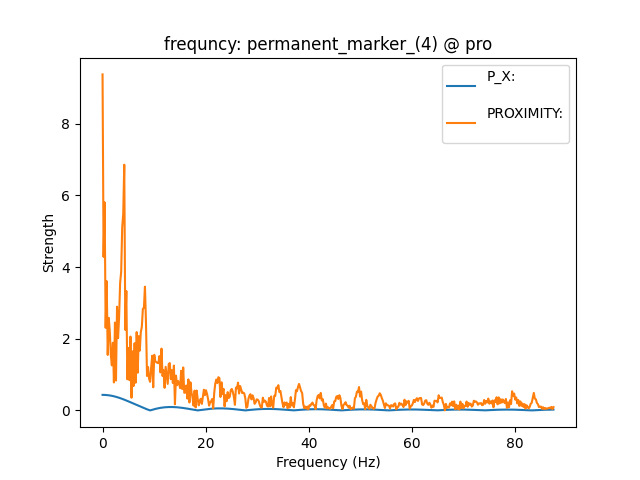 frequncy: permanent_marker_(4) @ pro
P_X:
PROXIMITY:
Strength
8
6
4
2
0
0 20 40 60 80
Frequency (Hz)